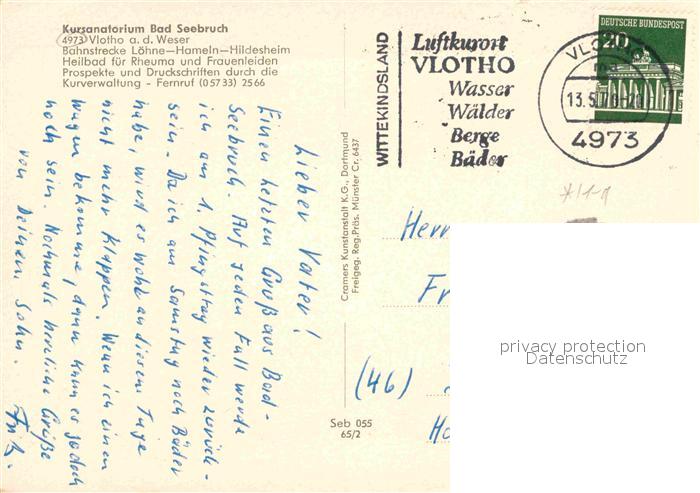 Kursanatorium Bad Seebruch
4973 Vlotho a. d. Weser
Bahnstrecke Löhne—Hameln—Hildesheim
Heilbad für Rheuma und Frauenleiden
Prospekte und Druckschriften durch die
Kurverwaltung - Fernruf (05733) 2566
Lieber Vater!
Einen letzten Gruß aus Bad-
Seebruch. Auf jeden Fall werde
ich am 1. Pfingsttag wieder zurück-
sein. Da ich am Samstag noch Bäder
habe, wird es wohl an diesem Tage
nicht mehr klappen. Wenn ich einen
Wagen bekomme, dann kann es jedoch
noch sein. Nochmals herzliche Grüße
von Deinem Sohn.
Cramers Kunstanstalt K.G., Dortmund
Freigeg. Reg.Präs. Münster Cr. 6437
Seb 055
65/2
WITTEKINDSLAND
Luftkurort
VLOTHO
Wasser
Wälder
Berge
Bäder
DEUTSCHE BUNDESPOST
20
VLOTHO
13.5.70-20
4973
Herr
Fr
(46)
privacy protection
Datenschutz